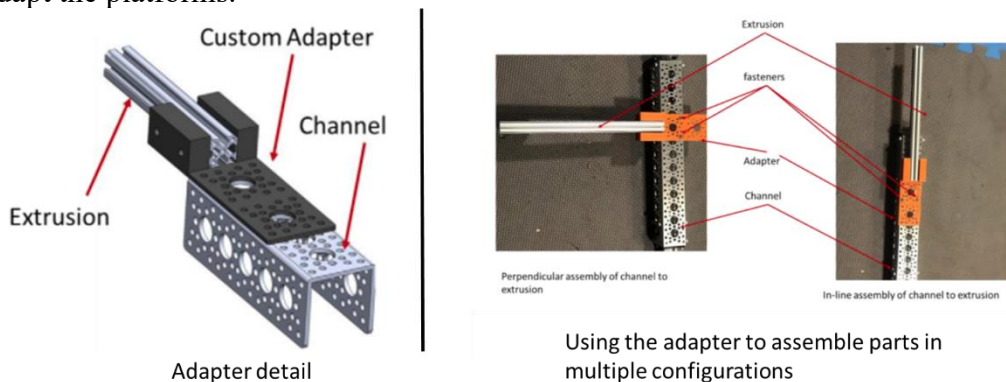 dapt the platforms.
Custom Adapter
Channel
Extrusion
Adapter detail
Extrusion
fasteners
Adapter
Channel
Perpendicular assembly of channel to
extrusion
In-line assembly of channel to extrusion
Using the adapter to assemble parts in
multiple configurations